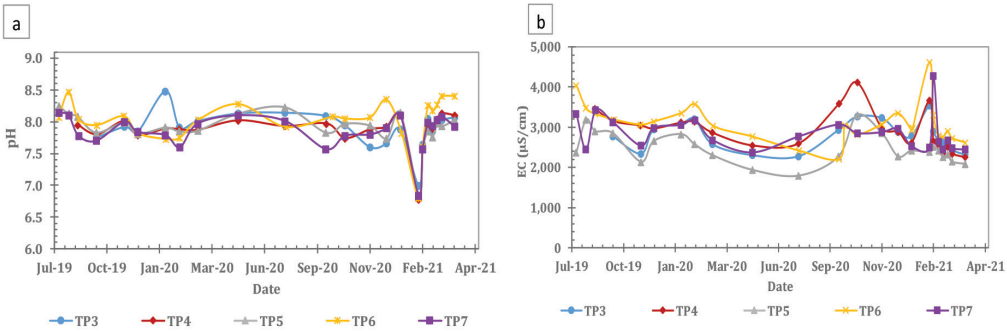 a
9.0
8.5
8.0
7.5
7.0
6.5
6.0
pH
Jul-19 Oct-19 Jan-20 Mar-20 Jun-20 Sep-20 Nov-20 Feb-21 Apr-21
Date
TP3 TP4 TP5 TP6 TP7
b
5,000
4,000
3,000
2,000
1,000
0
EC (µS/cm)
Jul-19 Oct-19 Jan-20 Mar-20 Jun-20 Sep-20 Nov-20 Feb-21 Apr-21
Date
TP3 TP4 TP5 TP6 TP7